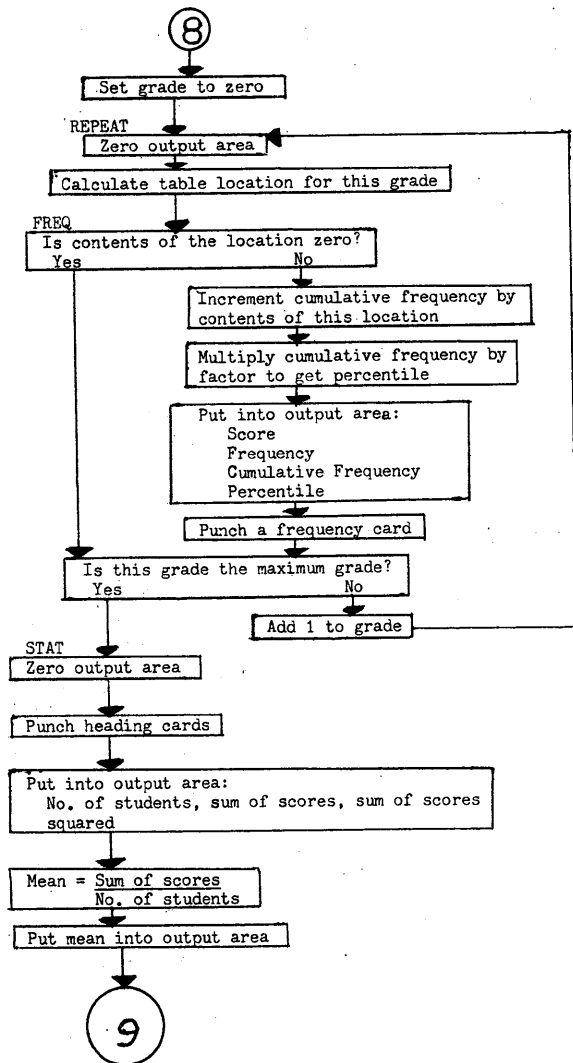 8
Set grade to zero
REPEAT
Zero output area
Calculate table location for this grade
FREQ
Is contents of the location zero?
Yes No
Increment cumulative frequency by
contents of this location
Multiply cumulative frequency by
factor to get percentile
Put into output area:
Score
Frequency
Cumulative Frequency
Percentile
Punch a frequency card
Is this grade the maximum grade?
Yes No
Add 1 to grade
STAT
Zero output area
Punch heading cards
Put into output area:
No. of students, sum of scores, sum of scores
squared
Mean = Sum of scores
No. of students
Put mean into output area
9